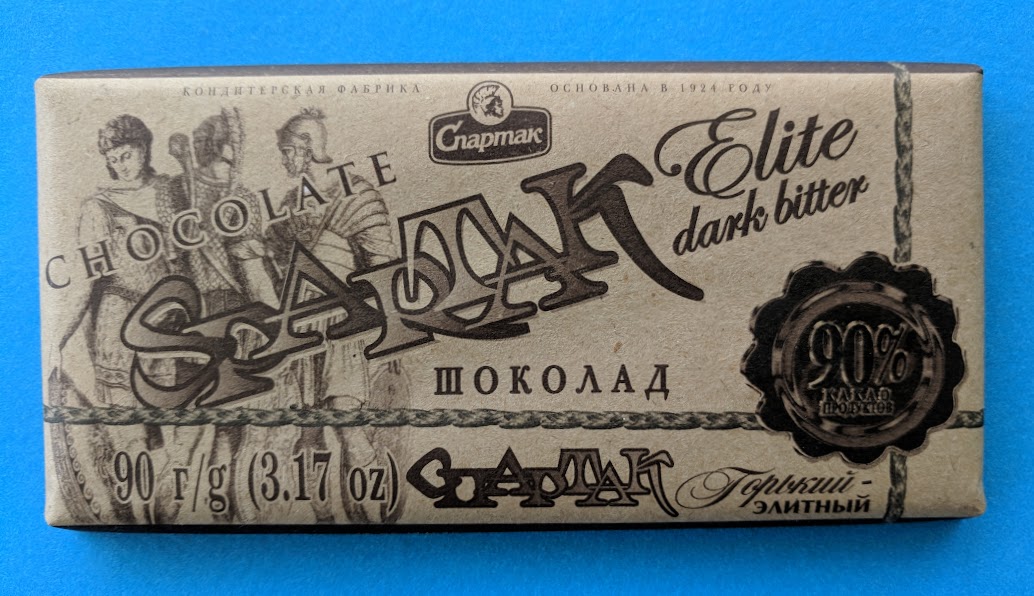 КОНДИТЕРСКАЯ ФАБРИКА
ОСНОВАНА В 1924 ГОДУ
Спартак
CHOCOLATE
SПАРТАК
Elite
dark bitter
ШОКОЛАД
90%
КАКАО
ПРОДУКТОВ
90 г/g (3.17 oz)
СПАРТАК
Горький -
ЭЛИТНЫЙ